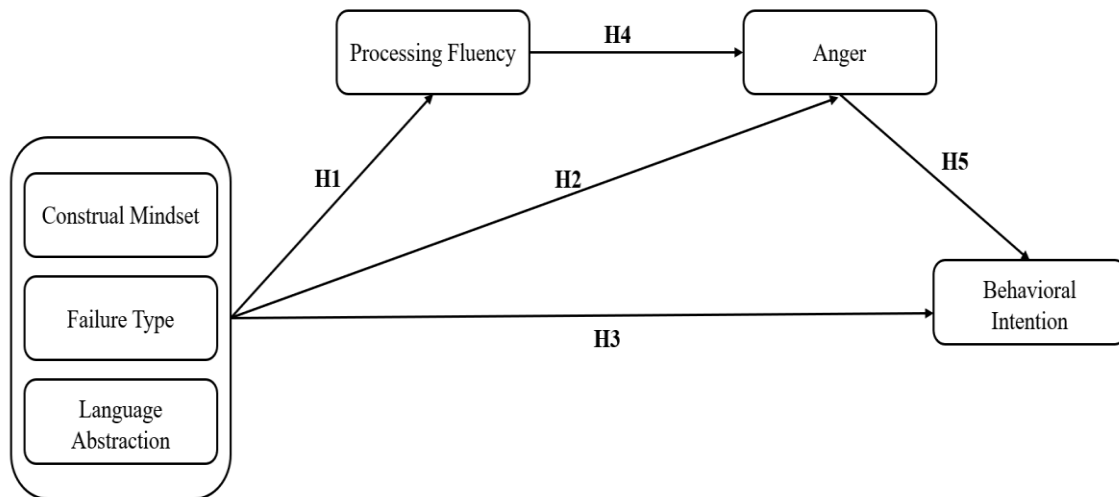 Processing Fluency
H4
Anger
H1
H2
H5
Construal Mindset
Failure Type
Language
Abstraction
H3
Behavioral
Intention